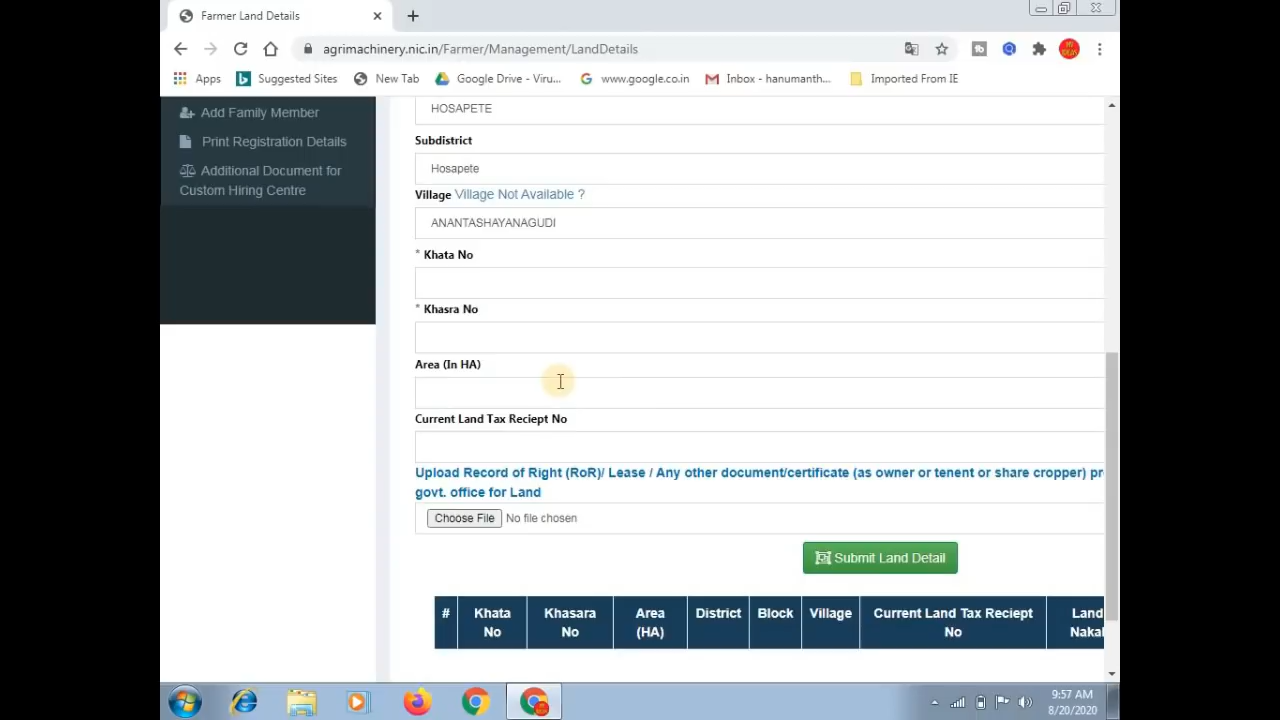 Farmer Land Details
agrimachinery.nic.in/Farmer/Management/LandDetails
Apps Suggested Sites New Tab Google Drive - Viru... www.google.co.in Inbox - hanumanth... Imported From IE
Add Family Member
Print Registration Details
Additional Document for
Custom Hiring Centre
HOSAPETE
Subdistrict
Hosapete
Village Village Not Available ?
ANANTASHAYANAGUDI
* Khata No
* Khasra No
Area (In HA)
Current Land Tax Reciept No
Upload Record of Right (RoR)/ Lease / Any other document/certificate (as owner or tenent or share cropper) pr
govt. office for Land
Choose File No file chosen
Submit Land Detail
# Khata No Khasara No Area (HA) District Block Village Current Land Tax Reciept No Land Nakal
9:57 AM
8/20/2020